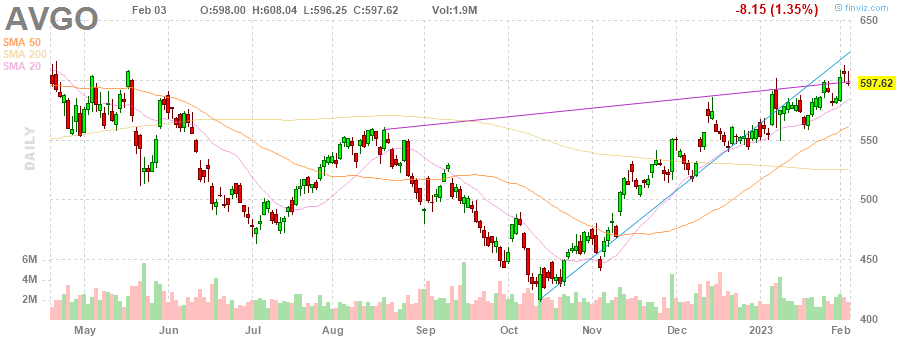 AVGO
Feb 03 O:598.00 H:608.04 L:596.25 C:597.62 Vol:1.9M -8.15 (1.35%)
© finviz.com
SMA 50
SMA 200
SMA 20
DAILY
650
597.62
550
500
450
400
6M
4M
2M
May Jun Jul Aug Sep Oct Nov Dec 2023 Feb